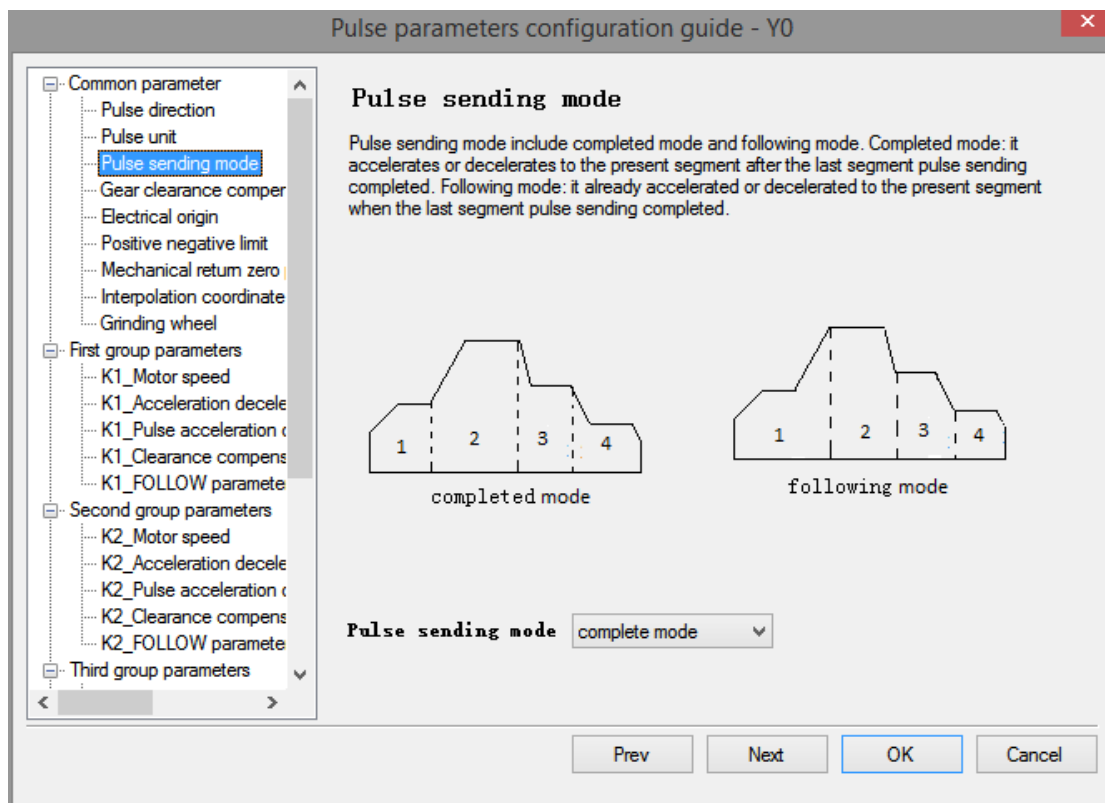 Pulse parameters configuration guide - Y0
Common parameter
Pulse direction
Pulse unit
Pulse sending mode
Gear clearance comper
Electrical origin
Positive negative limit
Mechanical return zero
Interpolation coordinate
Grinding wheel
First group parameters
K1_Motor speed
K1_Acceleration decele
K1_Pulse acceleration c
K1_Clearance compens
K1_FOLLOW paramete
Second group parameters
K2_Motor speed
K2_Acceleration decele
K2_Pulse acceleration c
K2_Clearance compens
K2_FOLLOW paramete
Third group parameters
Pulse sending mode
Pulse sending mode include completed mode and following mode. Completed mode: it
accelerates or decelerates to the present segment after the last segment pulse sending
completed. Following mode: it already accelerated or decelerated to the present segment
when the last segment pulse sending completed.
1 2 3 4
completed mode
1 2 3 4
following mode
Pulse sending mode complete mode
Prev Next OK Cancel